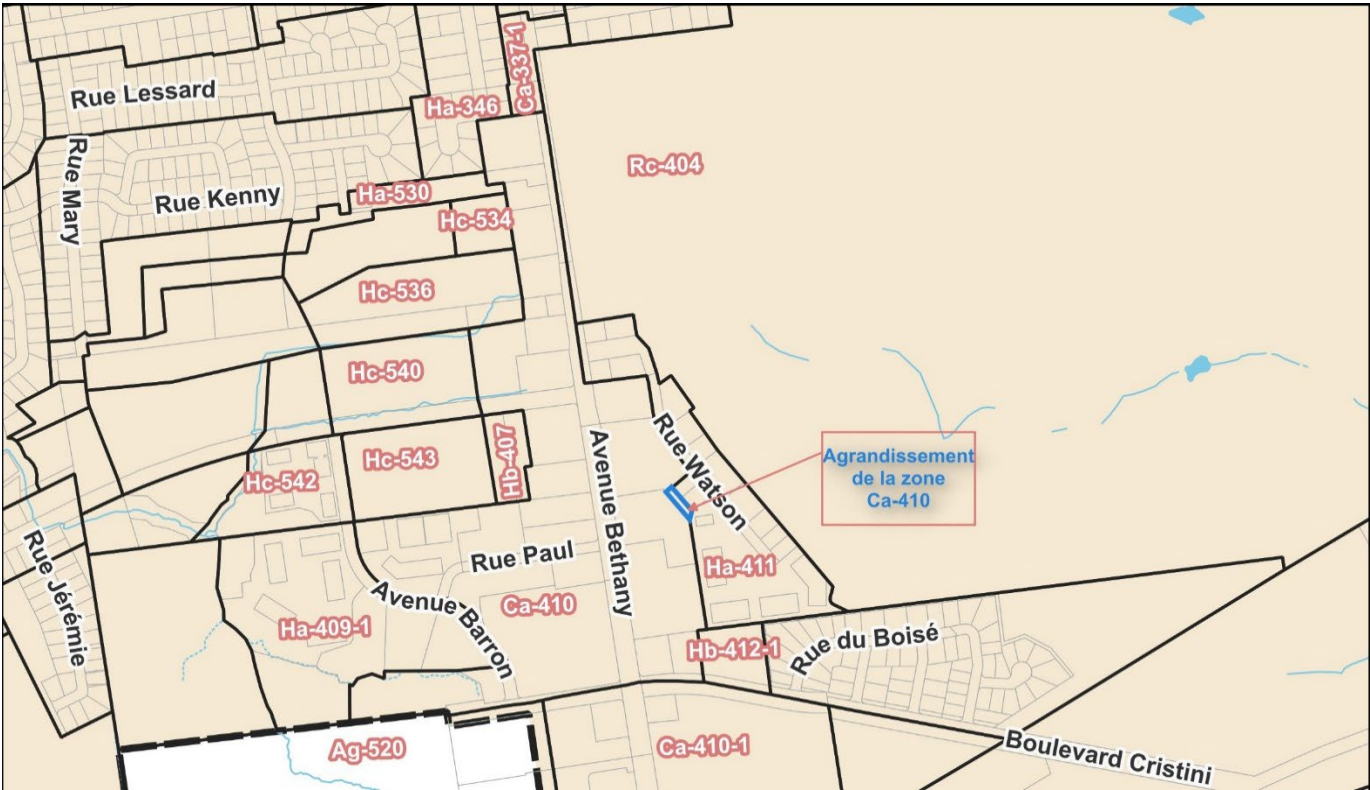 Ca-337-1
Rue Lessard
Ha-346
Rue Mary
Rc-404
Rue Kenny
Ha-530
Hc-534
Hc-536
Hc-540
Rue Watson
Avenue Bethany
Hb-407
Hc-543
Hc-542
Agrandissement
de la zone
Ca-410
Rue Jérémie
Rue Paul
Ha-411
Avenue Barron
Ca-410
Ha-409-1
Hb-412-1
Rue du Boisé
Ag-520
Ca-410-1
Boulevard Cristini